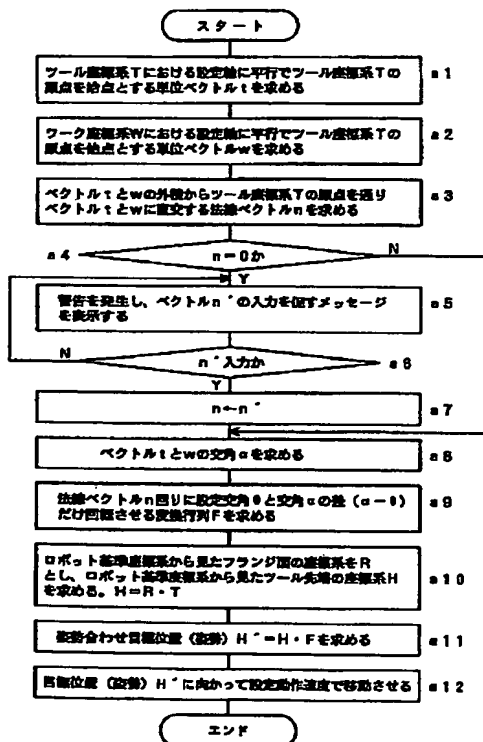 スタート
ツール座標系Tにおける設定軸に平行でツール座標系Tの
原点を始点とする単位ベクトルtを求める
a1
ワーク座標系Wにおける設定軸に平行でツール座標系Tの
原点を始点とする単位ベクトルwを求める
a2
ベクトルtとwの外積からツール座標系Tの原点を通り
ベクトルtとwに直交する法線ベクトルnを求める
a3
a4
n=0か
N
Y
警告を発生し、ベクトルn'の入力を促すメッセージ
を表示する
a5
N
n'入力か
a6
Y
n←n'
a7
ベクトルtとwの交角αを求める
a8
法線ベクトルn回りに設定交角θと交角αの差(α-θ)
だけ回転させる変換行列Fを求める
a9
ロボット基準座標系から見たフランジ面の座標系をR
とし、ロボット基準座標系から見たツール先端の座標系H
を求める。H=R・T
a10
姿勢合わせ目標位置(姿勢)H'=H・Fを求める
a11
目標位置(姿勢)H'に向かって設定動作速度で移動させる
a12
エンド